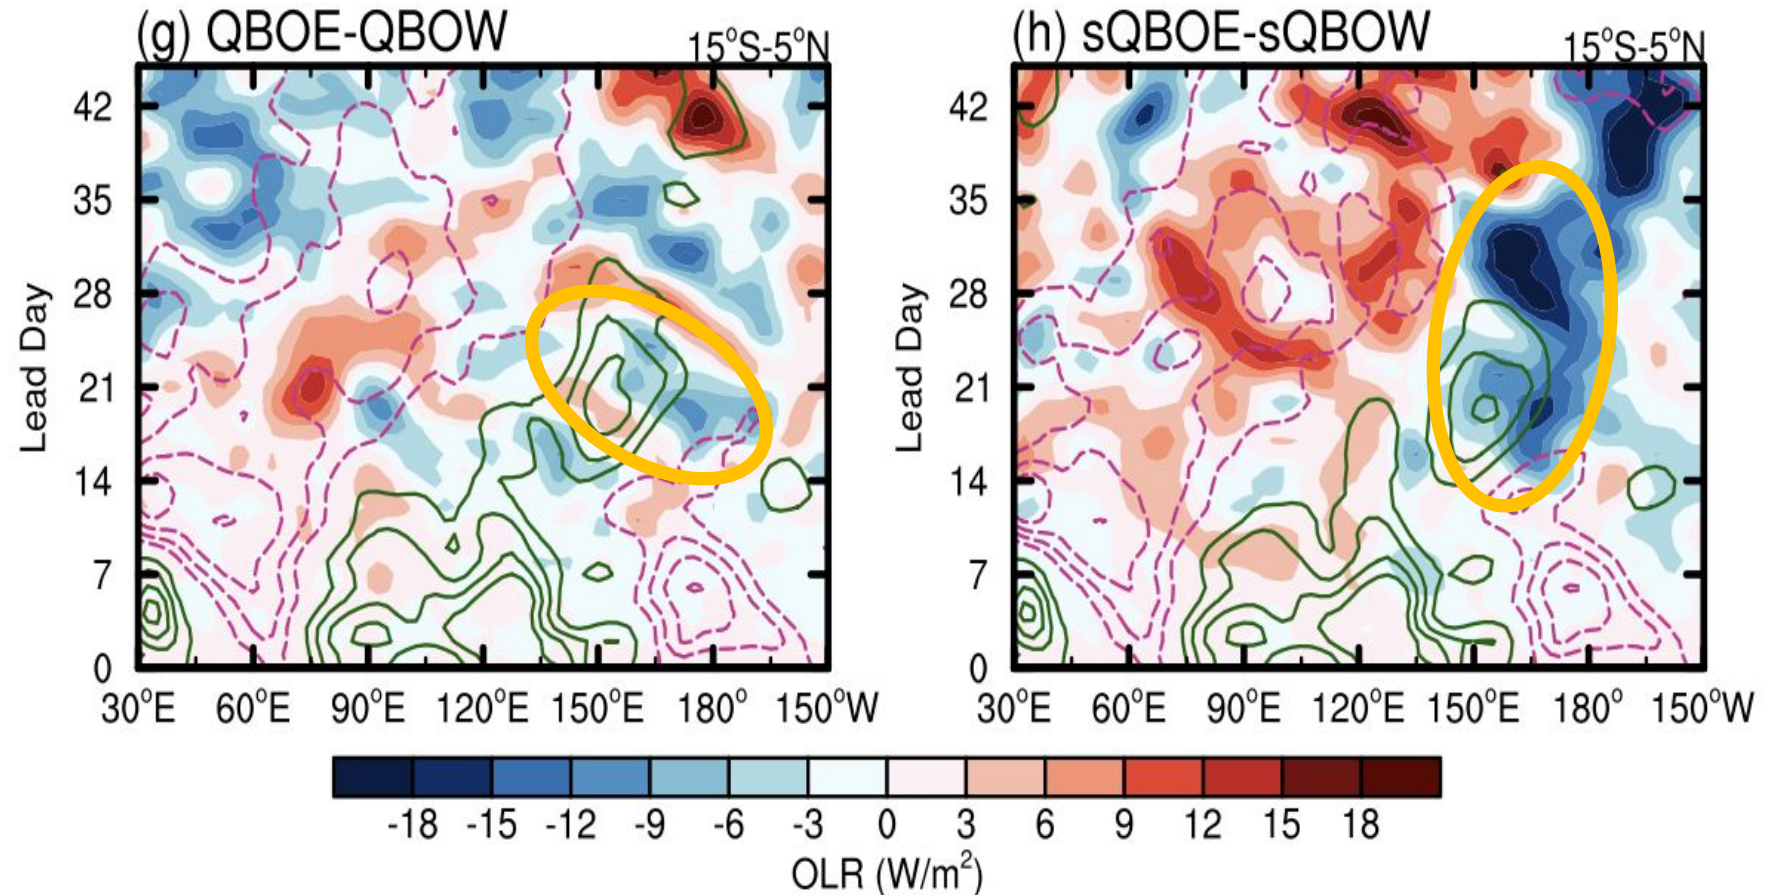 (g) QBOE-QBOW 15°S-5°N
42
35
28
21
14
7
0
Lead Day
30°E 60°E 90°E 120°E 150°E 180° 150°W
(h) sQBOE-sQBOW 15°S-5°N
42
35
28
21
14
7
0
Lead Day
30°E 60°E 90°E 120°E 150°E 180° 150°W
-18 -15 -12 -9 -6 -3 0 3 6 9 12 15 18
OLR (W/m²)